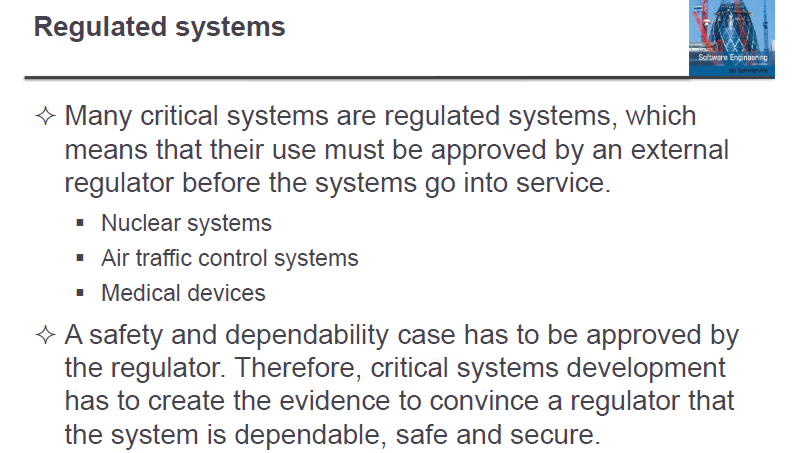 Regulated systems
Software Engineering
Ian Sommerville
✧ Many critical systems are regulated systems, which
means that their use must be approved by an external
regulator before the systems go into service.
▪ Nuclear systems
▪ Air traffic control systems
▪ Medical devices
✧ A safety and dependability case has to be approved by
the regulator. Therefore, critical systems development
has to create the evidence to convince a regulator that
the system is dependable, safe and secure.